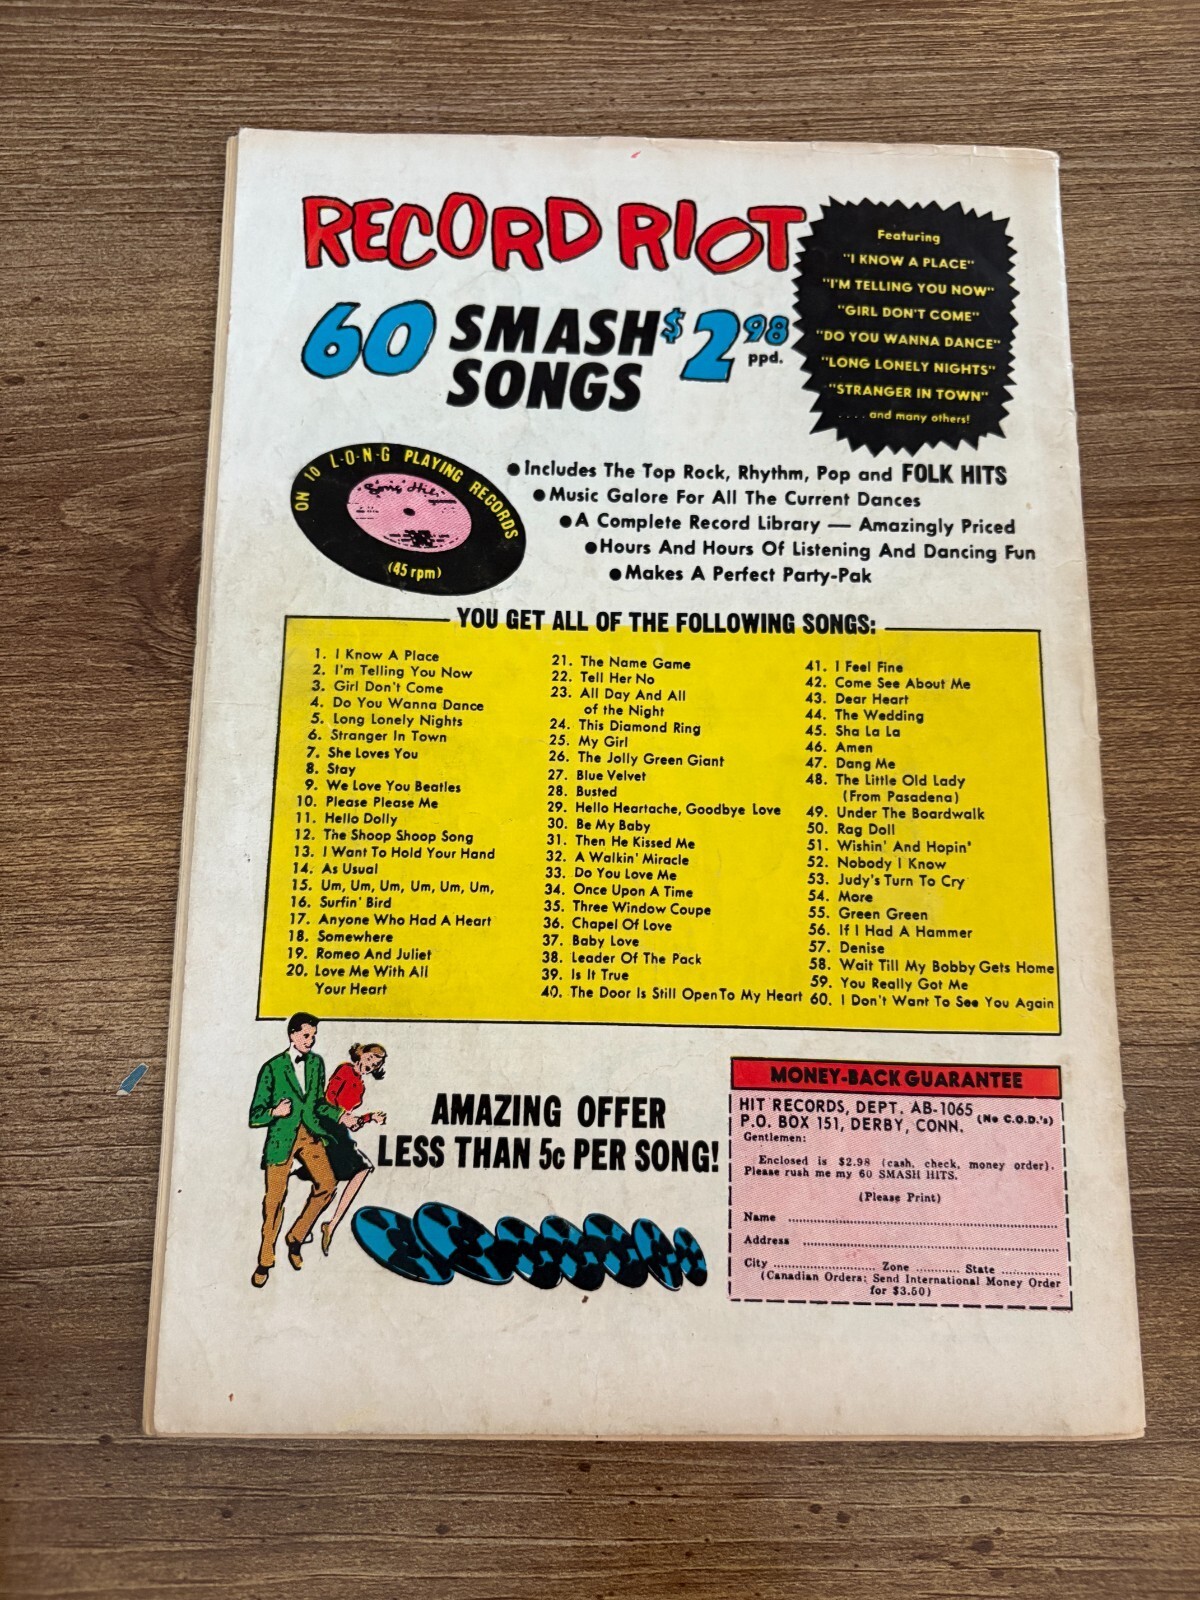 RECORD RIOT
60 SMASH SONGS $2.98 ppd.
Featuring
"I KNOW A PLACE"
"I'M TELLING YOU NOW"
"GIRL DON'T COME"
"DO YOU WANNA DANCE"
"LONG LONELY NIGHTS"
"STRANGER IN TOWN"
....and many others!
ON 10 L-O-N-G PLAYING RECORDS
(45 rpm)
●Includes The Top Rock, Rhythm, Pop and FOLK HITS
●Music Galore For All The Current Dances
●A Complete Record Library — Amazingly Priced
●Hours And Hours Of Listening And Dancing Fun
●Makes A Perfect Party-Pak
YOU GET ALL OF THE FOLLOWING SONGS:
1. I Know A Place
2. I'm Telling You Now
3. Girl Don't Come
4. Do You Wanna Dance
5. Long Lonely Nights
6. Stranger In Town
7. She Loves You
8. Stay
9. We Love You Beatles
10. Please Please Me
11. Hello Dolly
12. The Shoop Shoop Song
13. I Want To Hold Your Hand
14. As Usual
15. Um, Um, Um, Um, Um, Um,
16. Surfin' Bird
17. Anyone Who Had A Heart
18. Somewhere
19. Romeo And Juliet
20. Love Me With All
Your Heart
21. The Name Game
22. Tell Her No
23. All Day And All
of the Night
24. This Diamond Ring
25. My Girl
26. The Jolly Green Giant
27. Blue Velvet
28. Busted
29. Hello Heartache, Goodbye Love
30. Be My Baby
31. Then He Kissed Me
32. A Walkin' Miracle
33. Do You Love Me
34. Once Upon A Time
35. Three Window Coupe
36. Chapel Of Love
37. Baby Love
38. Leader Of The Pack
39. Is It True
40. The Door Is Still Open To My Heart
41. I Feel Fine
42. Come See About Me
43. Dear Heart
44. The Wedding
45. Sha La La
46. Amen
47. Dang Me
48. The Little Old Lady
(From Pasadena)
49. Under The Boardwalk
50. Rag Doll
51. Wishin' And Hopin'
52. Nobody I Know
53. Judy's Turn To Cry
54. More
55. Green Green
56. If I Had A Hammer
57. Denise
58. Wait Till My Bobby Gets Home
59. You Really Got Me
60. I Don't Want To See You Again
AMAZING OFFER
LESS THAN 5c PER SONG!
MONEY-BACK GUARANTEE
HIT RECORDS, DEPT. AB-1065
P.O. BOX 151, DERBY, CONN. (No C.O.D.'s)
Gentlemen:
Enclosed is $2.98 (cash, check, money order).
Please rush me my 60 SMASH HITS.
(Please Print)
Name
Address
City Zone State
(Canadian Orders: Send International Money Order
for $3.50)